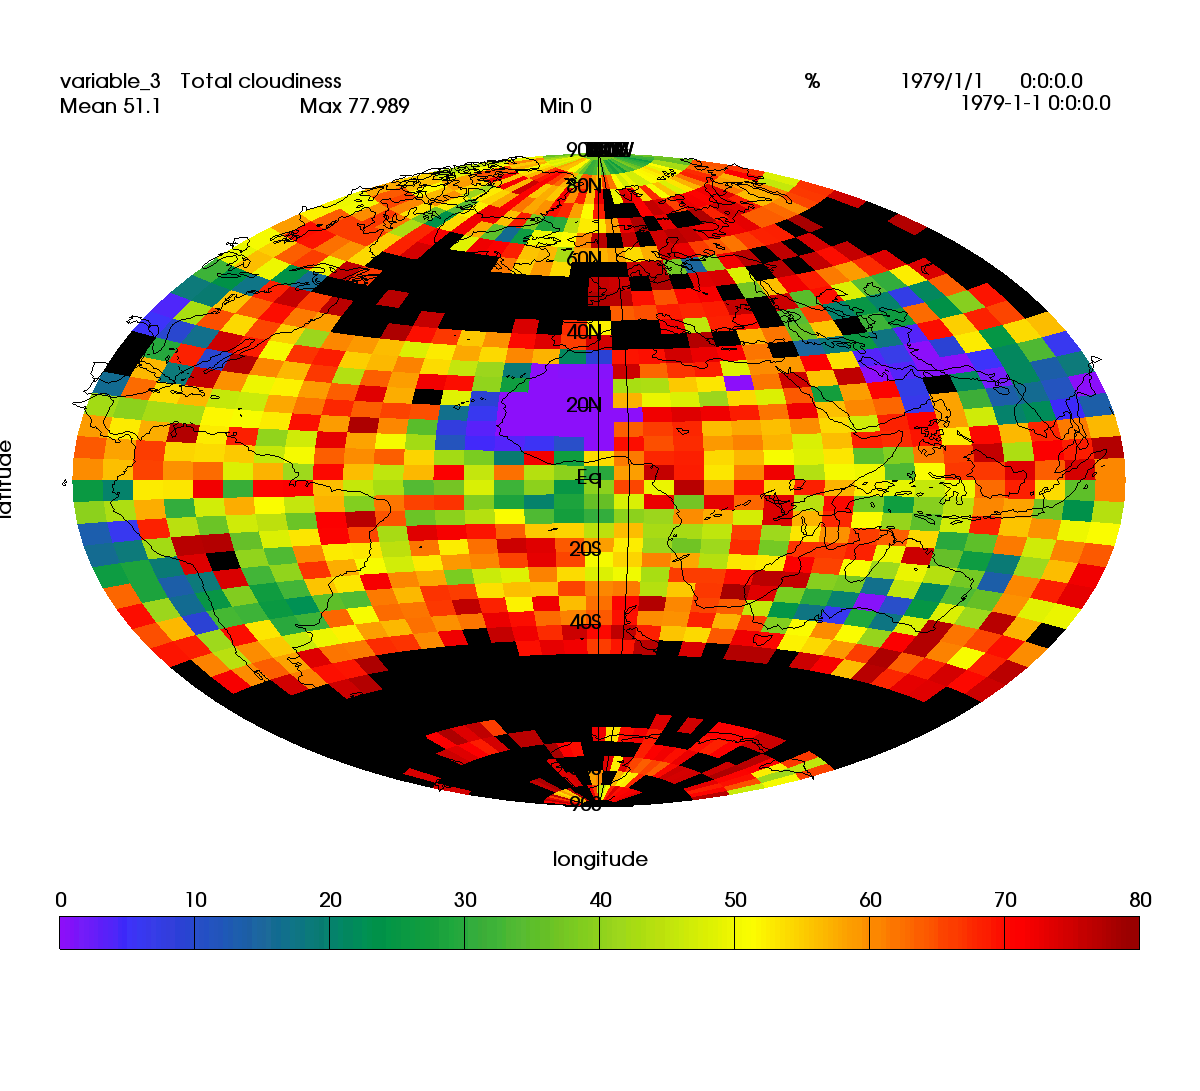 variable_3 Total cloudiness % 1979/1/1 0:0:0.0
Mean 51.1 Max 77.989 Min 0 1979-1-1 0:0:0.0
80N
60N
40N
20N
Eq
20S
40S
90S
latitude
longitude
0 10 20 30 40 50 60 70 80